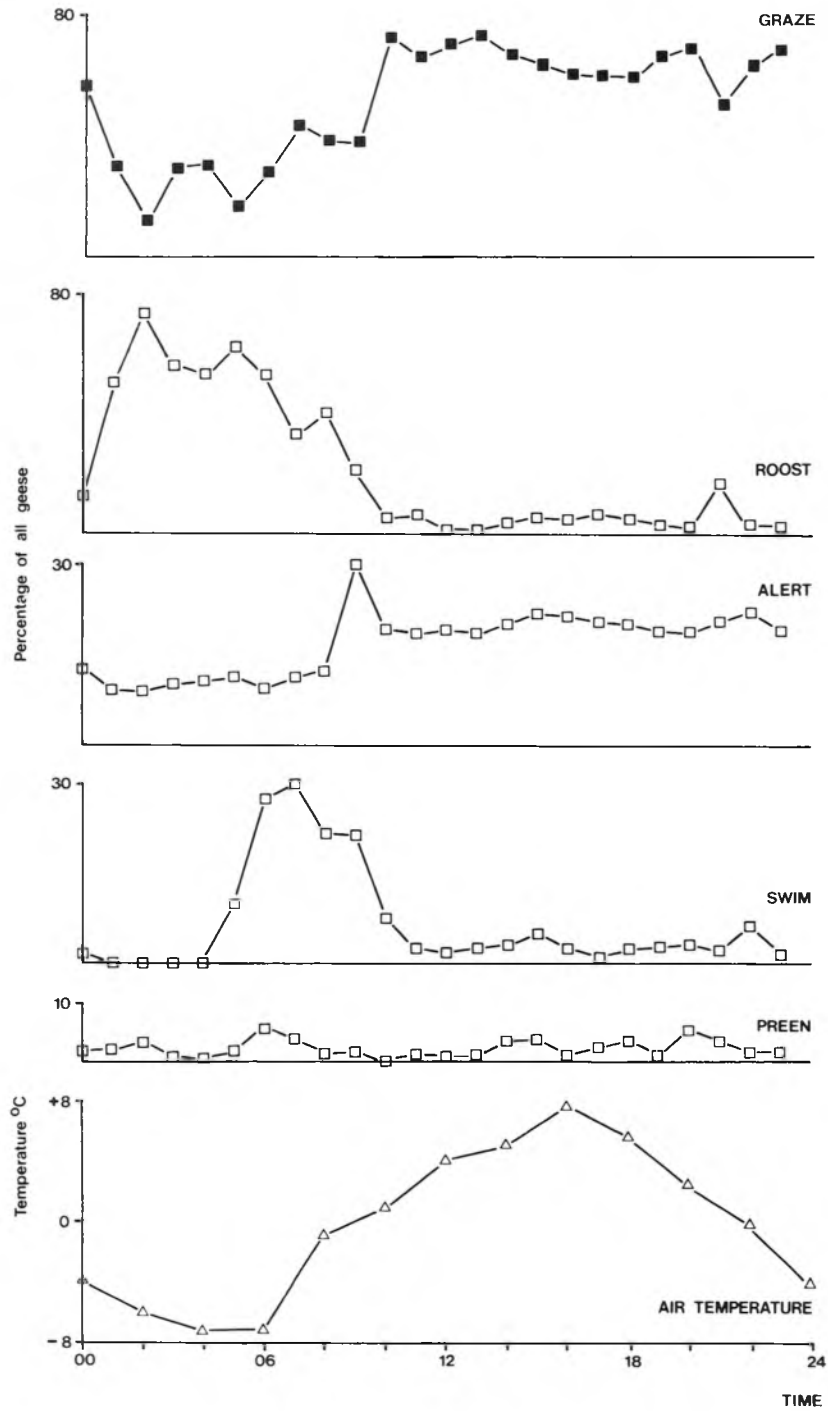 80
GRAZE
80
ROOST
Percentage of all geese
30
ALERT
30
SWIM
10
PREEN
+8
Temperature °C
0
AIR TEMPERATURE
−8
00 06 12 18 24
TIME